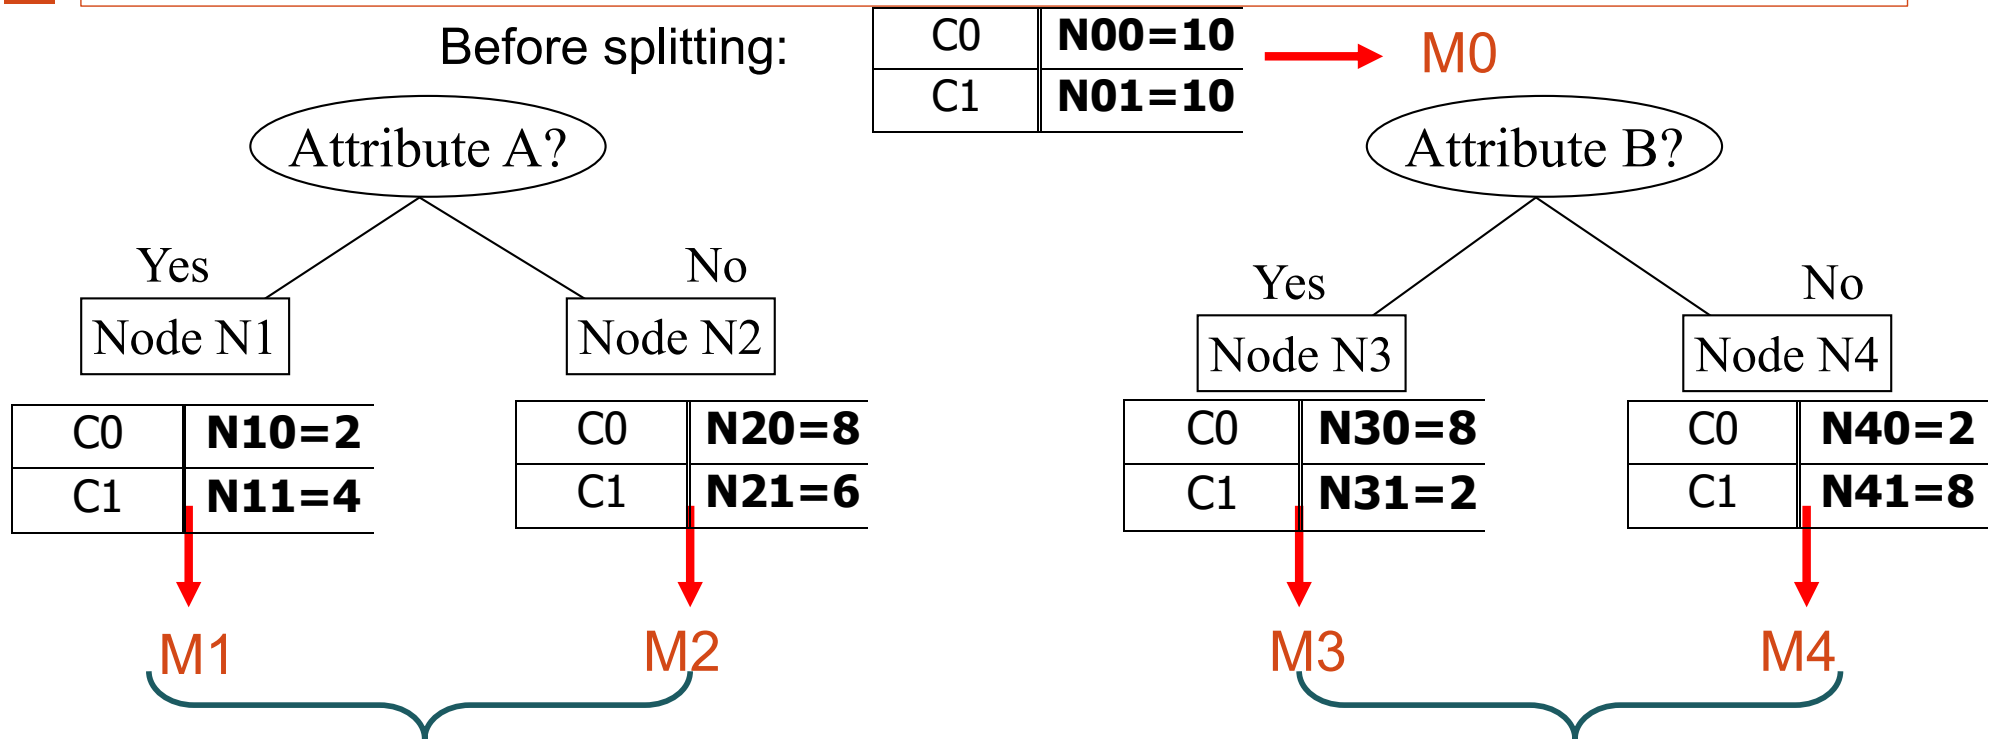 Before splitting:
C0 N00=10
C1 N01=10
M0
Attribute A?
Yes
No
Node N1
Node N2
C0 N10=2
C1 N11=4
C0 N20=8
C1 N21=6
M1
M2
Attribute B?
Yes
No
Node N3
Node N4
C0 N30=8
C1 N31=2
C0 N40=2
C1 N41=8
M3
M4